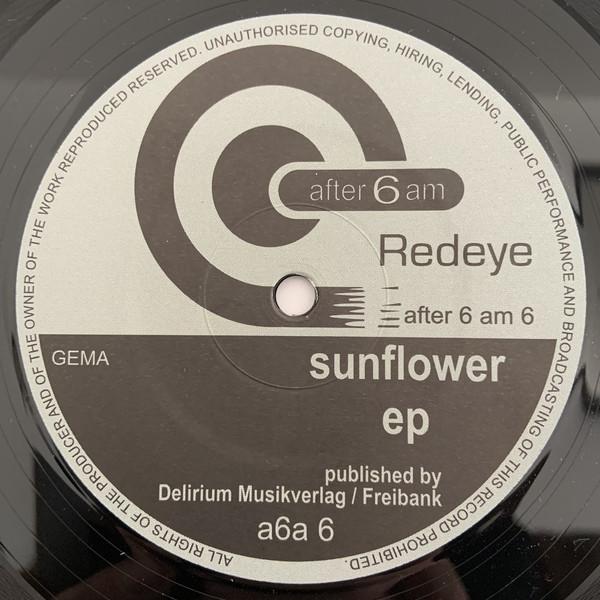 ALL RIGHTS OF THE PRODUCER AND OF THE OWNER OF THE WORK REPRODUCED RESERVED. UNAUTHORISED COPYING, HIRING, LENDING, PUBLIC PERFORMANCE AND BROADCASTING OF THIS RECORD PROHIBITED.
after 6 am
Redeye
after 6 am 6
GEMA
sunflower
ep
published by
Delirium Musikverlag / Freibank
a6a 6